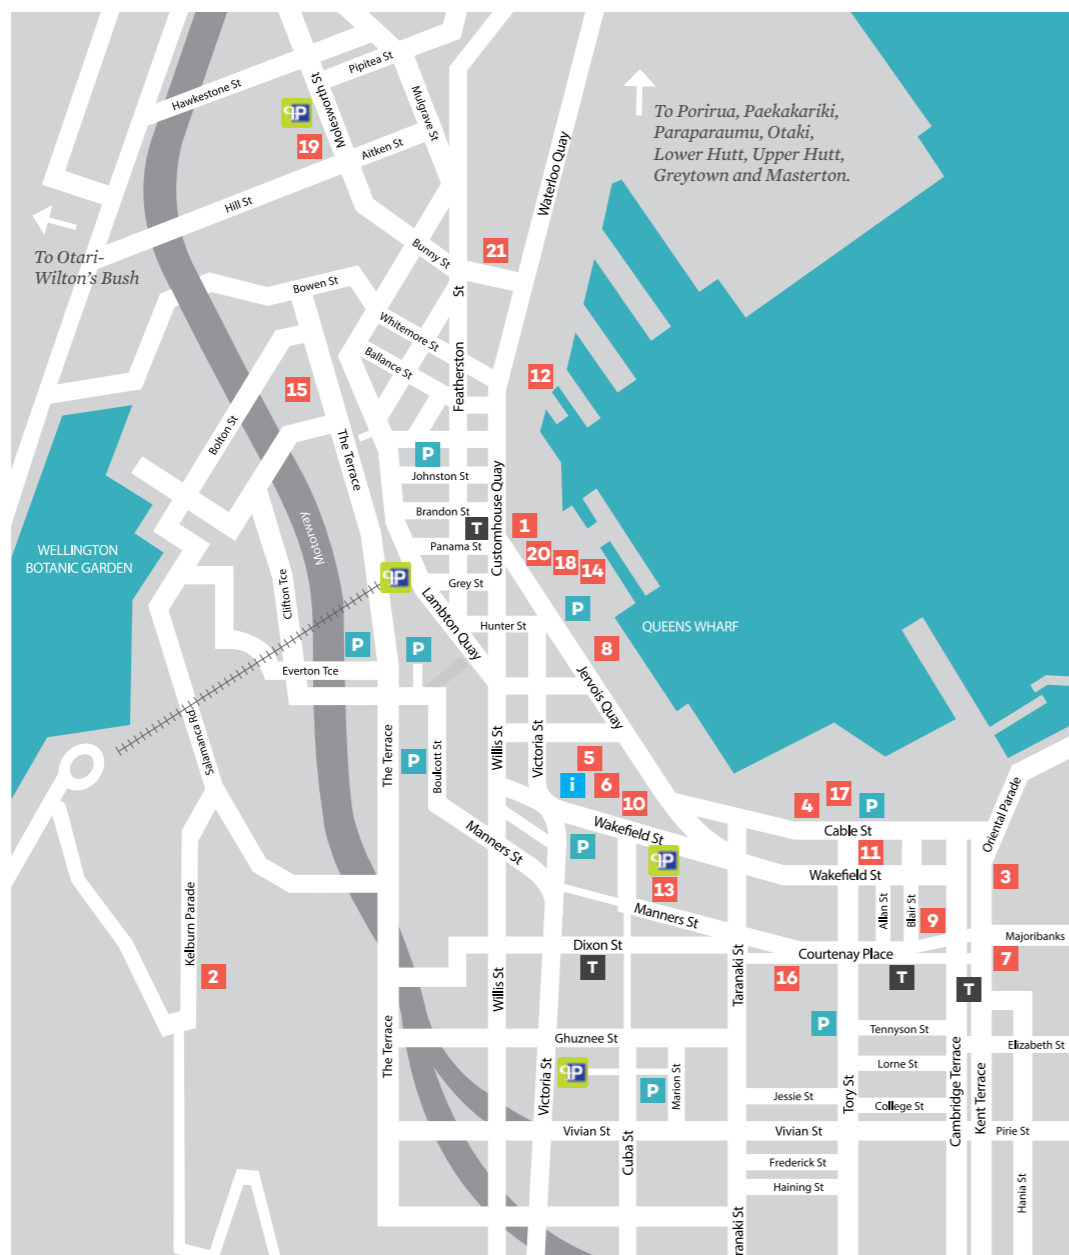 Pipitea St
Hawkestone St
Molesworth St
Mulgrave St
19
Aitken St
Waterloo Quay
To Porirua, Paekakariki,
Paraparaumu, Otaki,
Lower Hutt, Upper Hutt,
Greytown and Masterton.
Hill St
To Otari-
Wilton's Bush
Bunny St
21
Bowen St
St
Whitemore St
Ballance St
Featherston
12
15
Bolton St
The Terrace
P
Johnston St
Customhouse Quay
Brandon St
T
1
Panama St
20
18
14
Motorway
WELLINGTON
BOTANIC GARDEN
P
Clifton Tce
Grey St
Lambton Quay
P
Hunter St
QUEENS WHARF
P
P
8
Everton Tce
Jervois Quay
Salamanca Rd
The Terrace
P
Boulcott St
Willis St
Victoria St
5
i
6
10
4
17
P
Oriental Parade
Cable St
Wakefield St
Manners St
P
P
11
13
Wakefield St
3
Manners St
Allan St
Blair St
9
Kelburn Parade
Majoribanks
Dixon St
Courtenay Place
7
2
T
Taranaki St
16
T
T
Willis St
P
Tennyson St
The Terrace
Ghuznee St
Elizabeth St
Victoria St
P
P
Marion St
Lorne St
Cambridge Terrace
Kent Terrace
Jessie St
Tory St
College St
Vivian St
Vivian St
Pirie St
Cuba St
Frederick St
Haining St
Hania St
ranaki St